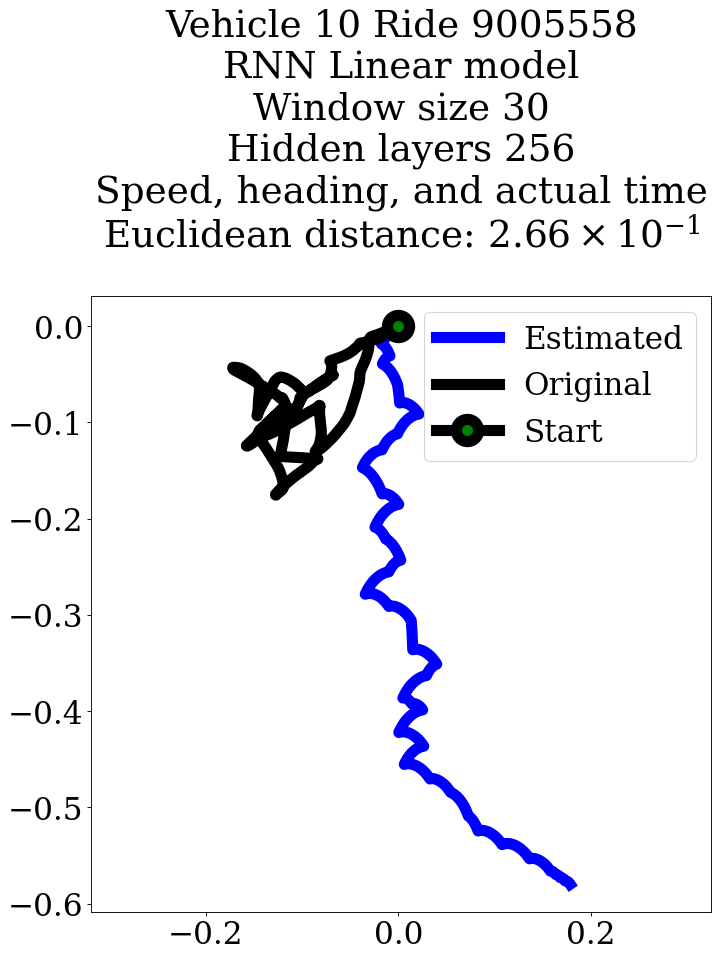 Vehicle 10 Ride 9005558
RNN Linear model
Window size 30
Hidden layers 256
Speed, heading, and actual time
Euclidean distance: 2.66 × 10⁻¹
Estimated
Original
Start
0.0
−0.1
−0.2
−0.3
−0.4
−0.5
−0.6
−0.2 0.0 0.2